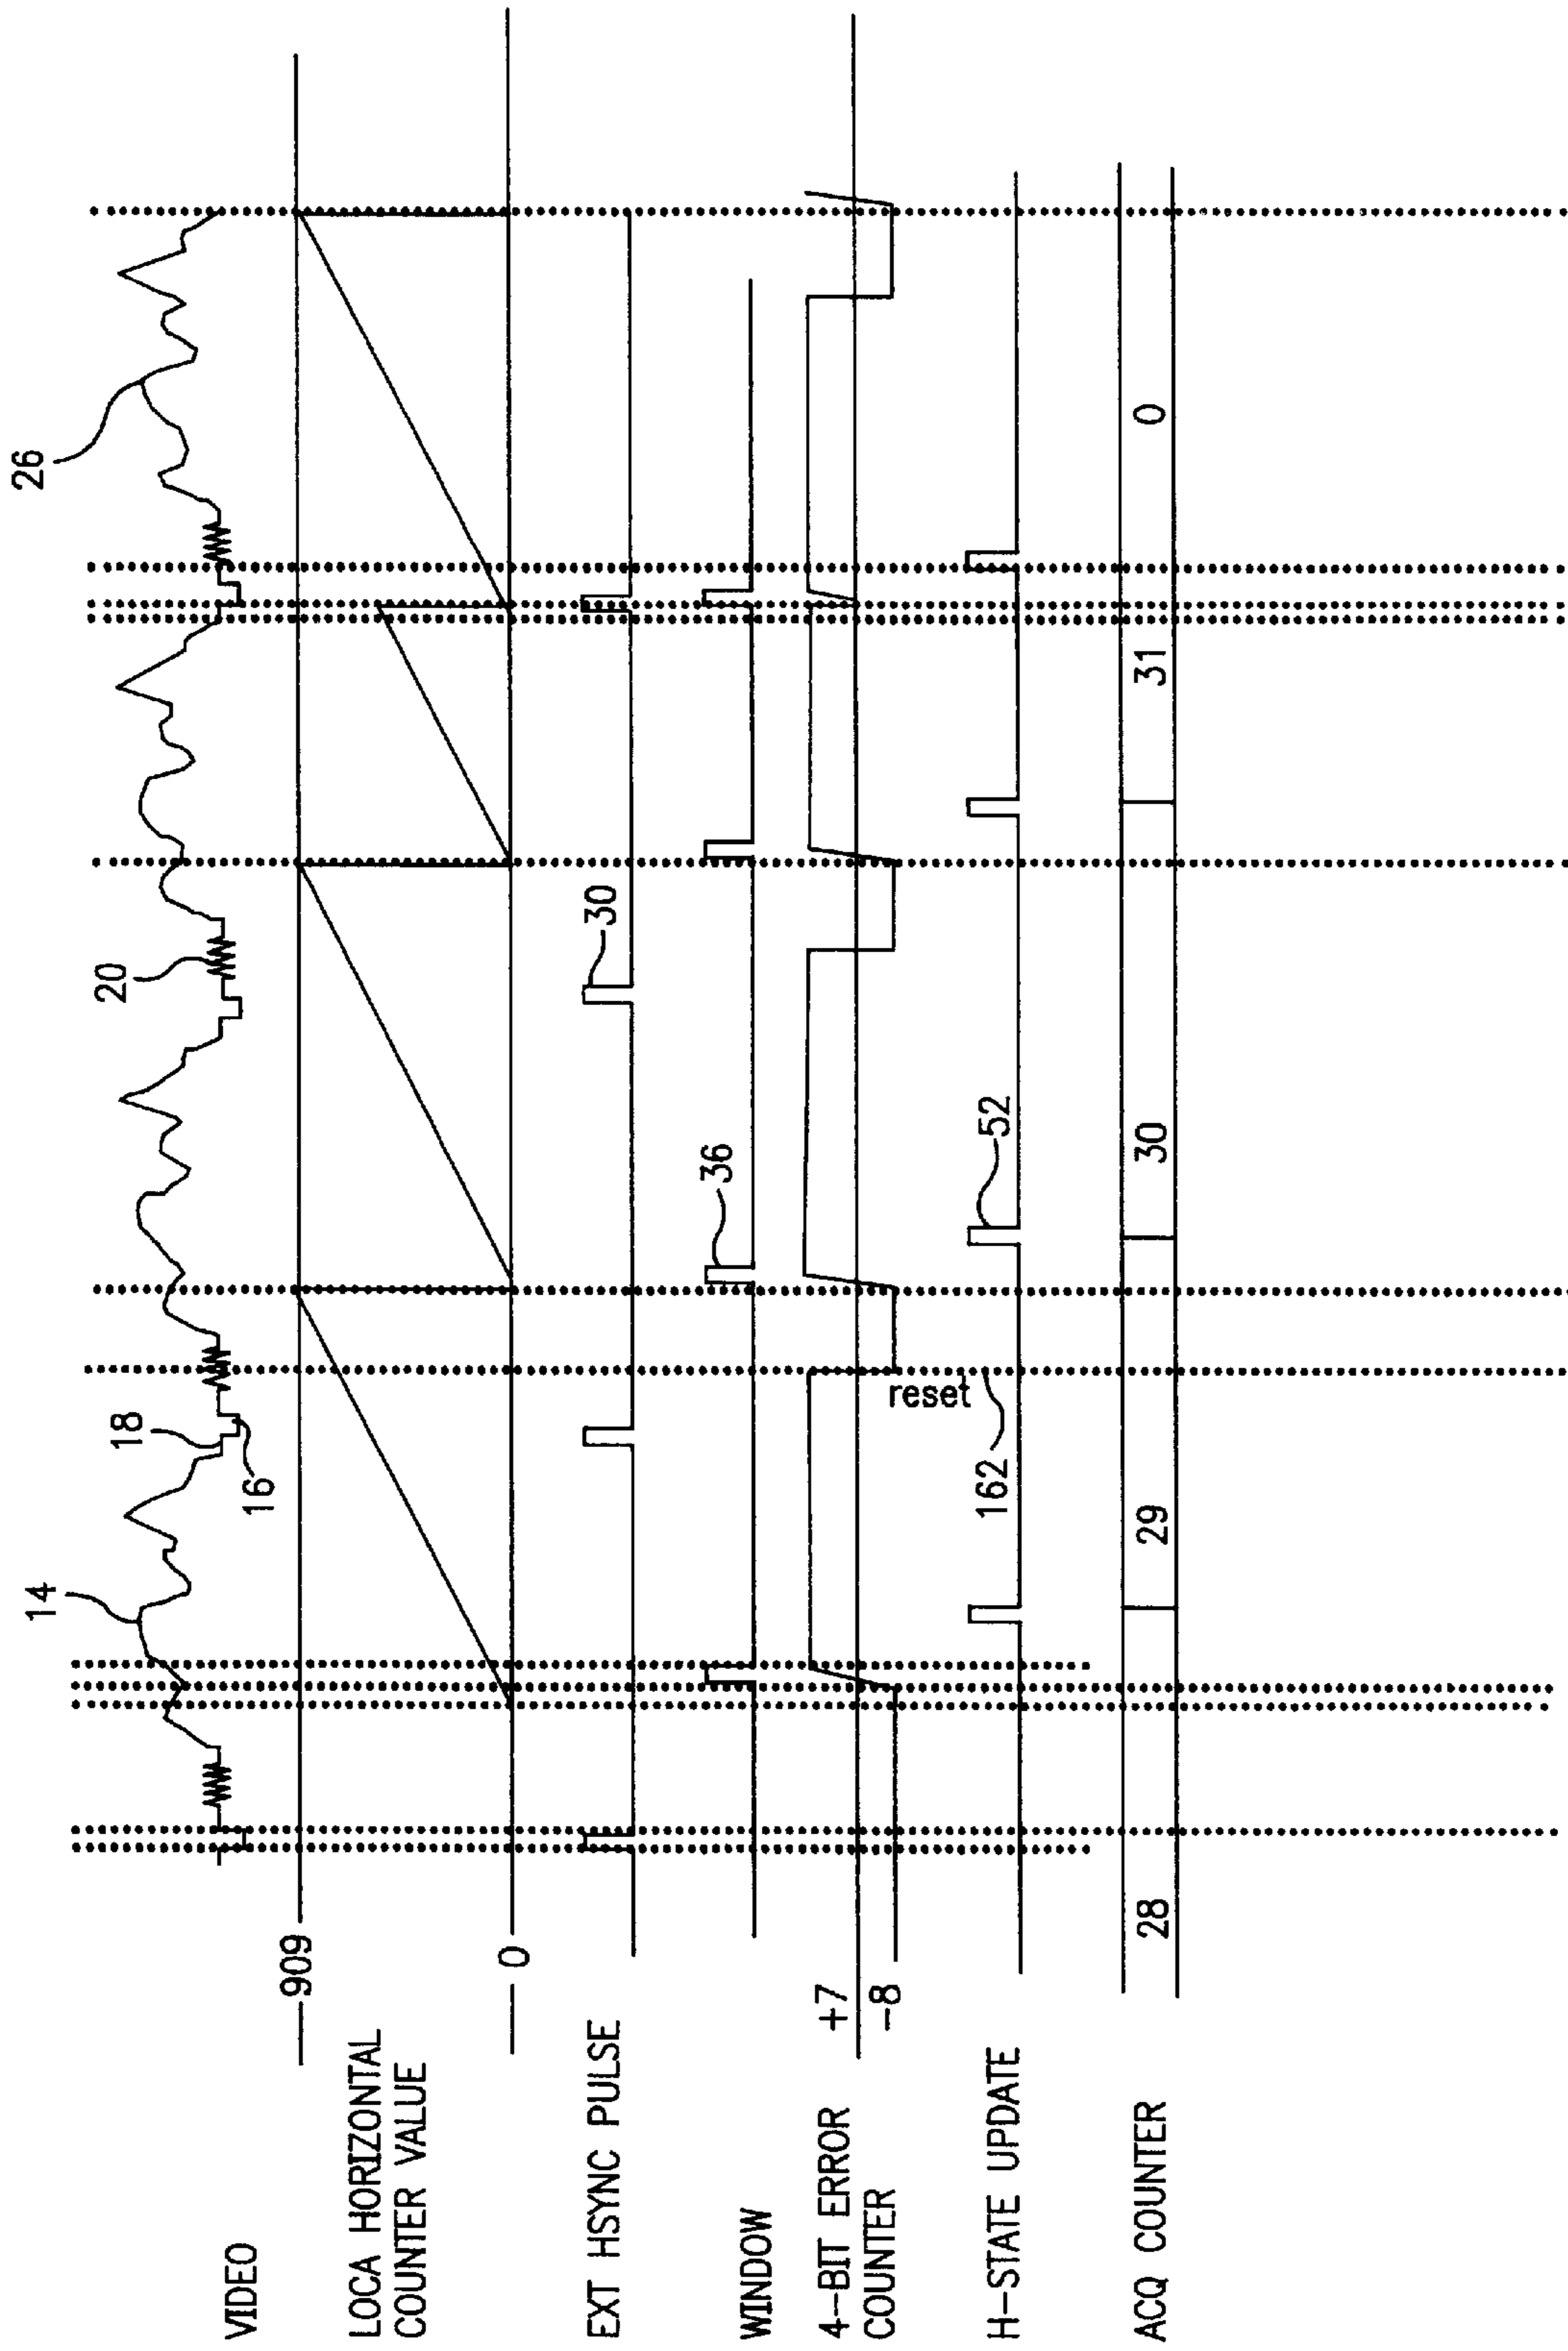 14
18
20
26
16
VIDEO
909
LOCA HORIZONTAL
COUNTER VALUE
0
EXT HSYNC PULSE
30
WINDOW
36
+7
4-BIT ERROR
COUNTER
-8
reset
H-STATE UPDATE
162
52
ACQ COUNTER
28
29
30
31
0